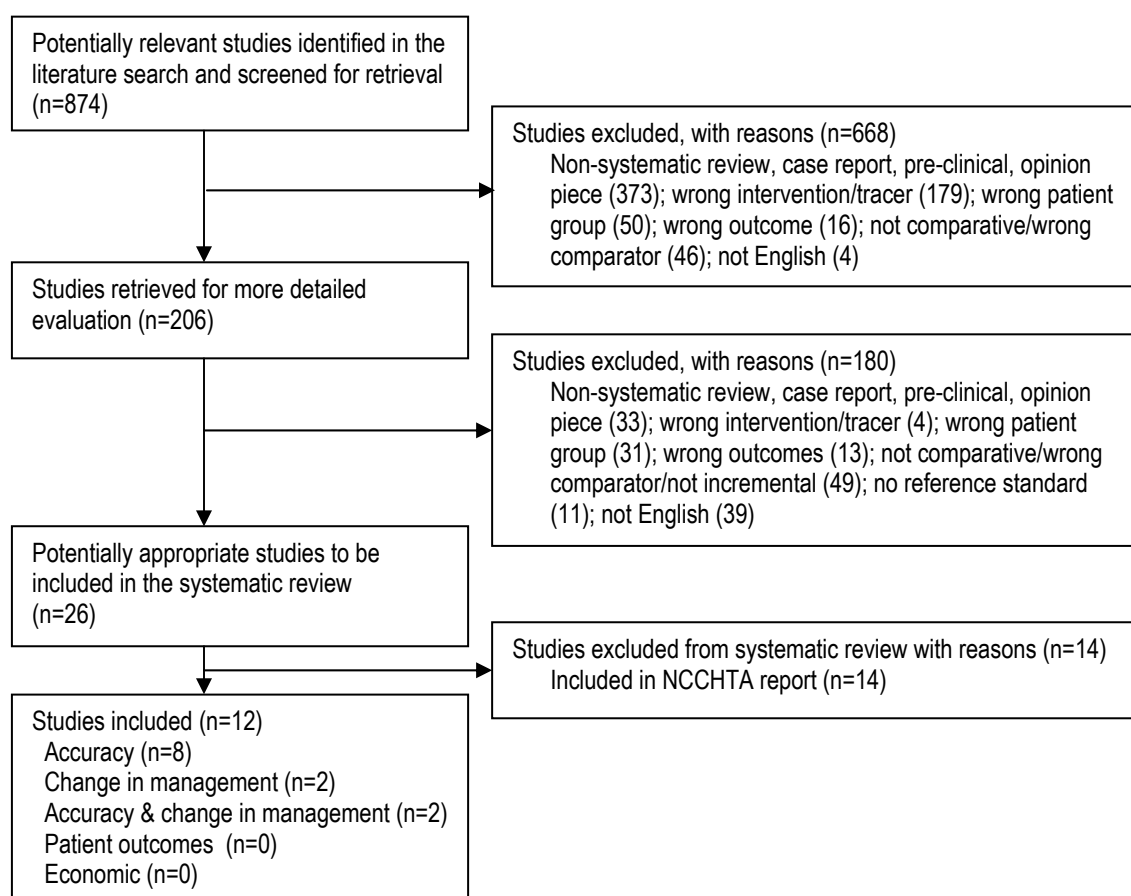 Potentially relevant studies identified in the
literature search and screened for retrieval
(n=874)
Studies excluded, with reasons (n=668)
Non-systematic review, case report, pre-clinical, opinion
piece (373); wrong intervention/tracer (179); wrong patient
group (50); wrong outcome (16); not comparative/wrong
comparator (46); not English (4)
Studies retrieved for more detailed
evaluation (n=206)
Studies excluded, with reasons (n=180)
Non-systematic review, case report, pre-clinical, opinion
piece (33); wrong intervention/tracer (4); wrong patient
group (31); wrong outcomes (13); not comparative/wrong
comparator/not incremental (49); no reference standard
(11); not English (39)
Potentially appropriate studies to be
included in the systematic review
(n=26)
Studies excluded from systematic review with reasons (n=14)
Included in NCCHTA report (n=14)
Studies included (n=12)
Accuracy (n=8)
Change in management (n=2)
Accuracy & change in management (n=2)
Patient outcomes (n=0)
Economic (n=0)